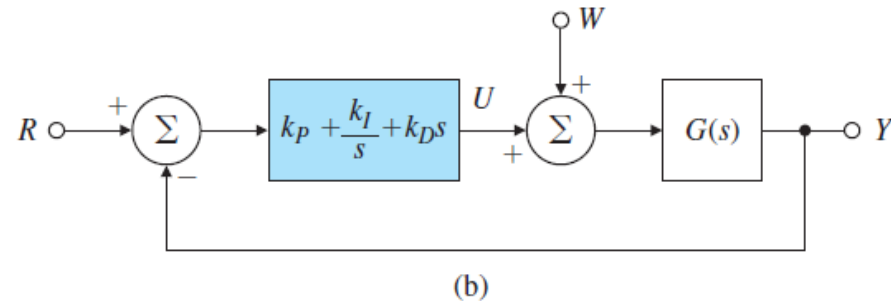 W
+
R + Σ k_P + k_I/s + k_D s U + Σ G(s) Y
−
(b)